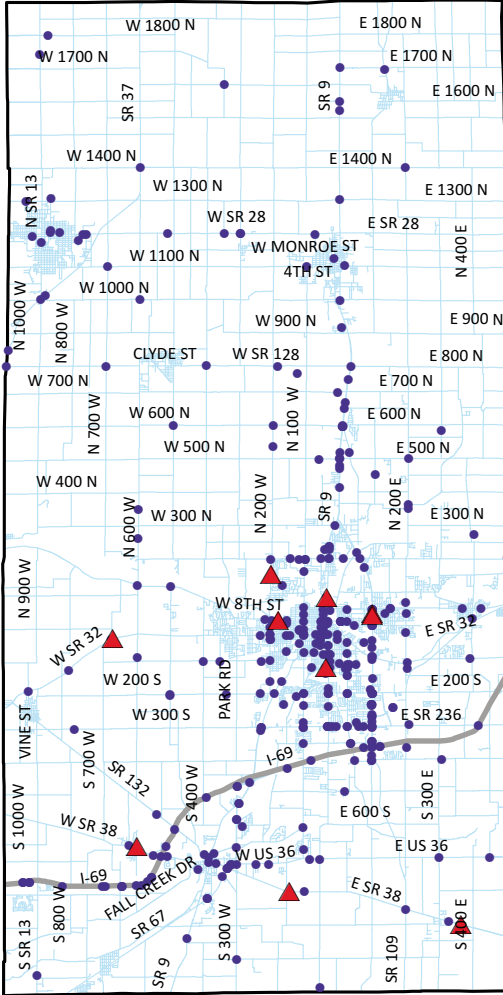 W 1800 N
E 1800 N
W 1700 N
E 1700 N
SR 37
SR 9
E 1600 N
W 1400 N
E 1400 N
W 1300 N
E 1300 N
N SR 13
W SR 28
E SR 28
W MONROE ST
N 400 E
W 1100 N
4TH ST
W 1000 N
N 1000 W
N 800 W
W 900 N
E 900 N
CLYDE ST
W SR 128
E 800 N
W 700 N
E 700 N
N 700 W
W 600 N
N 100 W
E 600 N
W 500 N
E 500 N
W 400 N
N 200 W
SR 9
N 200 E
N 600 W
W 300 N
E 300 N
N 900 W
W 8TH ST
E SR 32
W SR 32
W 200 S
PARK RD
E 200 S
VINE ST
W 300 S
E SR 236
S 700 W
I-69
SR 132
S 400 W
S 300 E
S 1000 W
W SR 38
E 600 S
W US 36
E US 36
I-69
FALL CREEK DR
E SR 38
S 800 W
SR 67
S 300 W
S 400 E
S SR 13
SR 9
SR 109